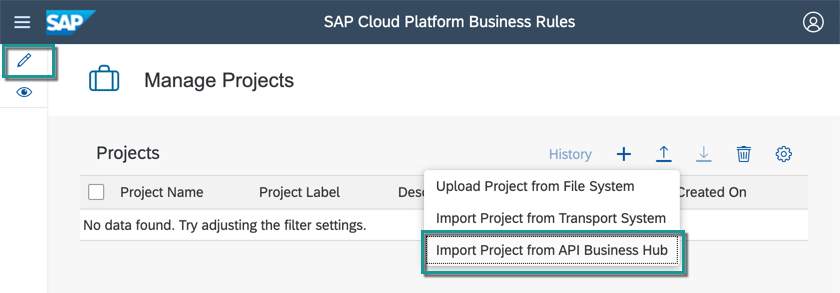 SAP
SAP Cloud Platform Business Rules
Manage Projects
Projects
History
Project Name Project Label Created On
Upload Project from File System
Import Project from Transport System
Import Project from API Business Hub
No data found. Try adjusting the filter settings.